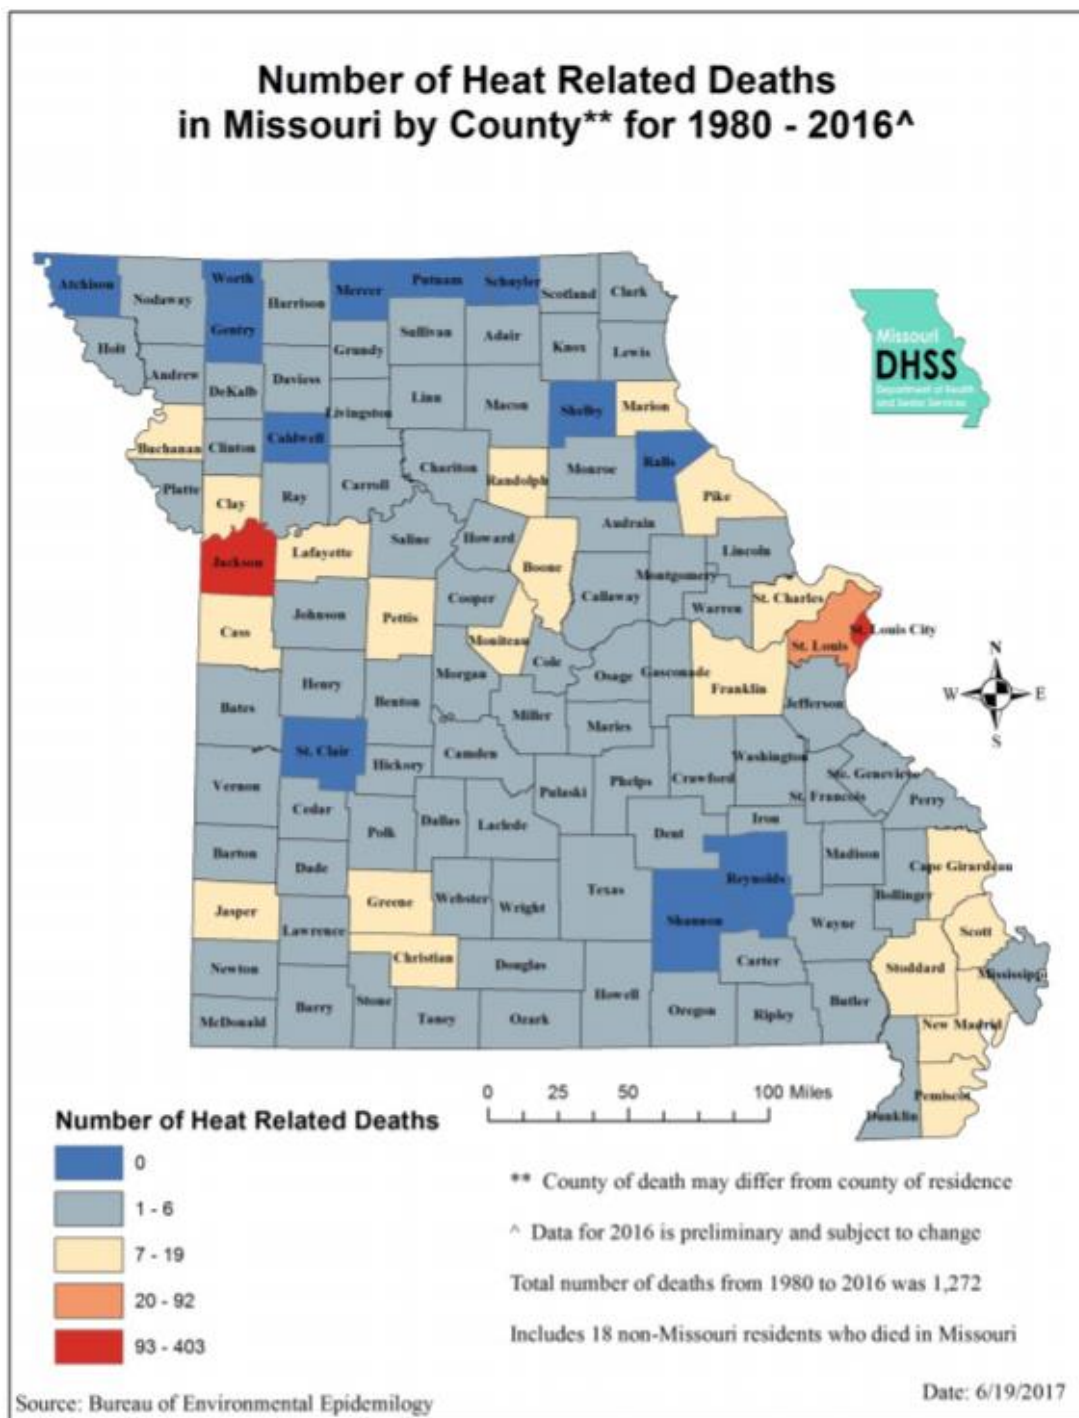 Number of Heat Related Deaths
in Missouri by County** for 1980 - 2016^
Atchison
Nodaway
Worth
Gentry
Harrison
Mercer
Putnam
Schuyler
Scotland
Clark
Holt
Andrew
DeKalb
Daviess
Grundy
Sullivan
Adair
Knox
Lewis
Buchanan
Clinton
Caldwell
Livingston
Linn
Macon
Shelby
Marion
Platte
Clay
Ray
Carroll
Chariton
Randolph
Monroe
Ralls
Pike
Jackson
Lafayette
Saline
Howard
Boone
Audrain
Lincoln
Cass
Johnson
Pettis
Cooper
Moniteau
Callaway
Montgomery
Warren
St. Charles
St. Louis
St. Louis City
Bates
Henry
Benton
Morgan
Cole
Osage
Gasconade
Franklin
Jefferson
Vernon
St. Clair
Hickory
Camden
Miller
Maries
Phelps
Crawford
Washington
St. Francois
Ste. Genevieve
Perry
Barton
Cedar
Polk
Dallas
Laclede
Pulaski
Dent
Iron
Madison
Cape Girardeau
Jasper
Dade
Greene
Webster
Wright
Texas
Shannon
Reynolds
Wayne
Bollinger
Scott
Newton
Lawrence
Christian
Douglas
Howell
Carter
Butler
Stoddard
Mississippi
McDonald
Barry
Stone
Taney
Ozark
Oregon
Ripley
New Madrid
Dunklin
Pemiscot
Missouri
DHSS
Department of Health
and Senior Services
N
W
E
S
0 25 50 100 Miles
Number of Heat Related Deaths
0
1 - 6
7 - 19
20 - 92
93 - 403
** County of death may differ from county of residence
^ Data for 2016 is preliminary and subject to change
Total number of deaths from 1980 to 2016 was 1,272
Includes 18 non-Missouri residents who died in Missouri
Source: Bureau of Environmental Epidemilogy
Date: 6/19/2017